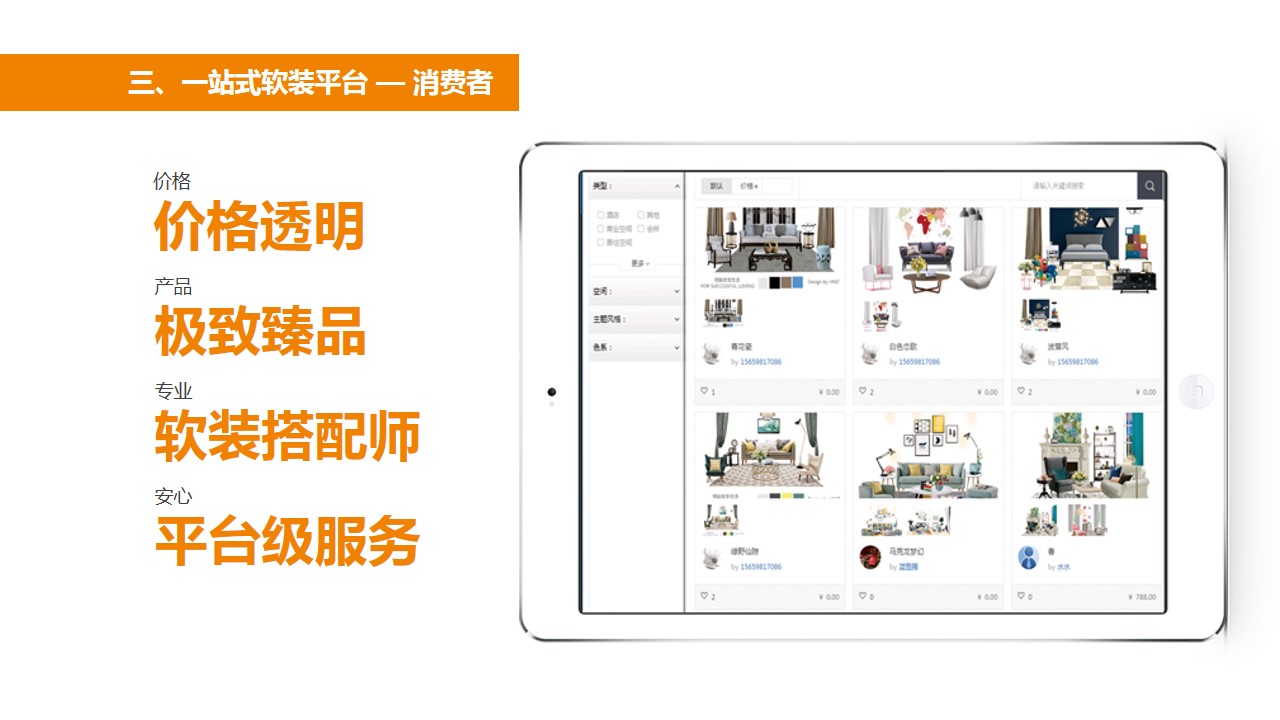 三、一站式软装平台 — 消费者
价格
价格透明
产品
极致臻品
专业
软装搭配师
安心
平台级服务
类型：
酒店
其他
商业空间
会所
居住空间
更多
空间：
主题风格：
色系：
默认
价格
请输入关键词搜索
FOR SUCCESSFUL LOVING
Design by HMZ
青花瓷
by 15659817086
1
¥ 0.00
白色恋歌
by 15659817086
2
¥ 0.00
波普风
by 15659817086
2
¥ 0.00
绿野仙踪
by 15659817086
2
¥ 0.00
马克龙梦幻
by 蓝图腾
0
¥ 0.00
香
by 水水
0
¥ 788.00